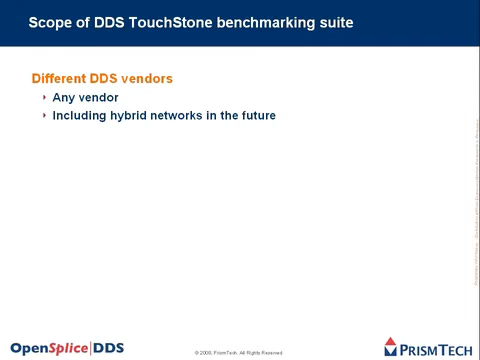 Scope of DDS TouchStone benchmarking suite
Different DDS vendors
Any vendor
Including hybrid networks in the future
OpenSplice|DDS
© 2008, PrismTech. All Rights Reserved
PRISMTECH